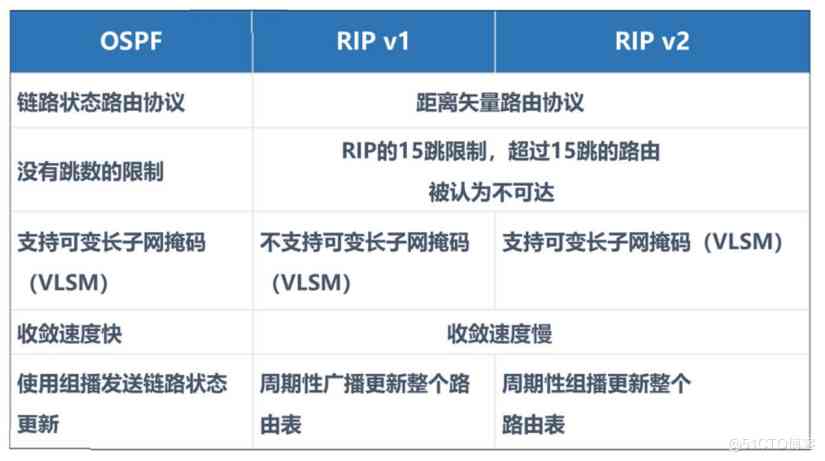 OSPF
RIP v1
RIP v2
链路状态路由协议
距离矢量路由协议
没有跳数的限制
RIP的15跳限制，超过15跳的路由
被认为不可达
支持可变长子网掩码
（VLSM）
不支持可变长子网掩码
（VLSM）
支持可变长子网掩码（VLSM）
收敛速度快
收敛速度慢
使用组播发送链路状态
更新
周期性广播更新整个路
由表
周期性组播更新整个
路由表
@51CTO博客